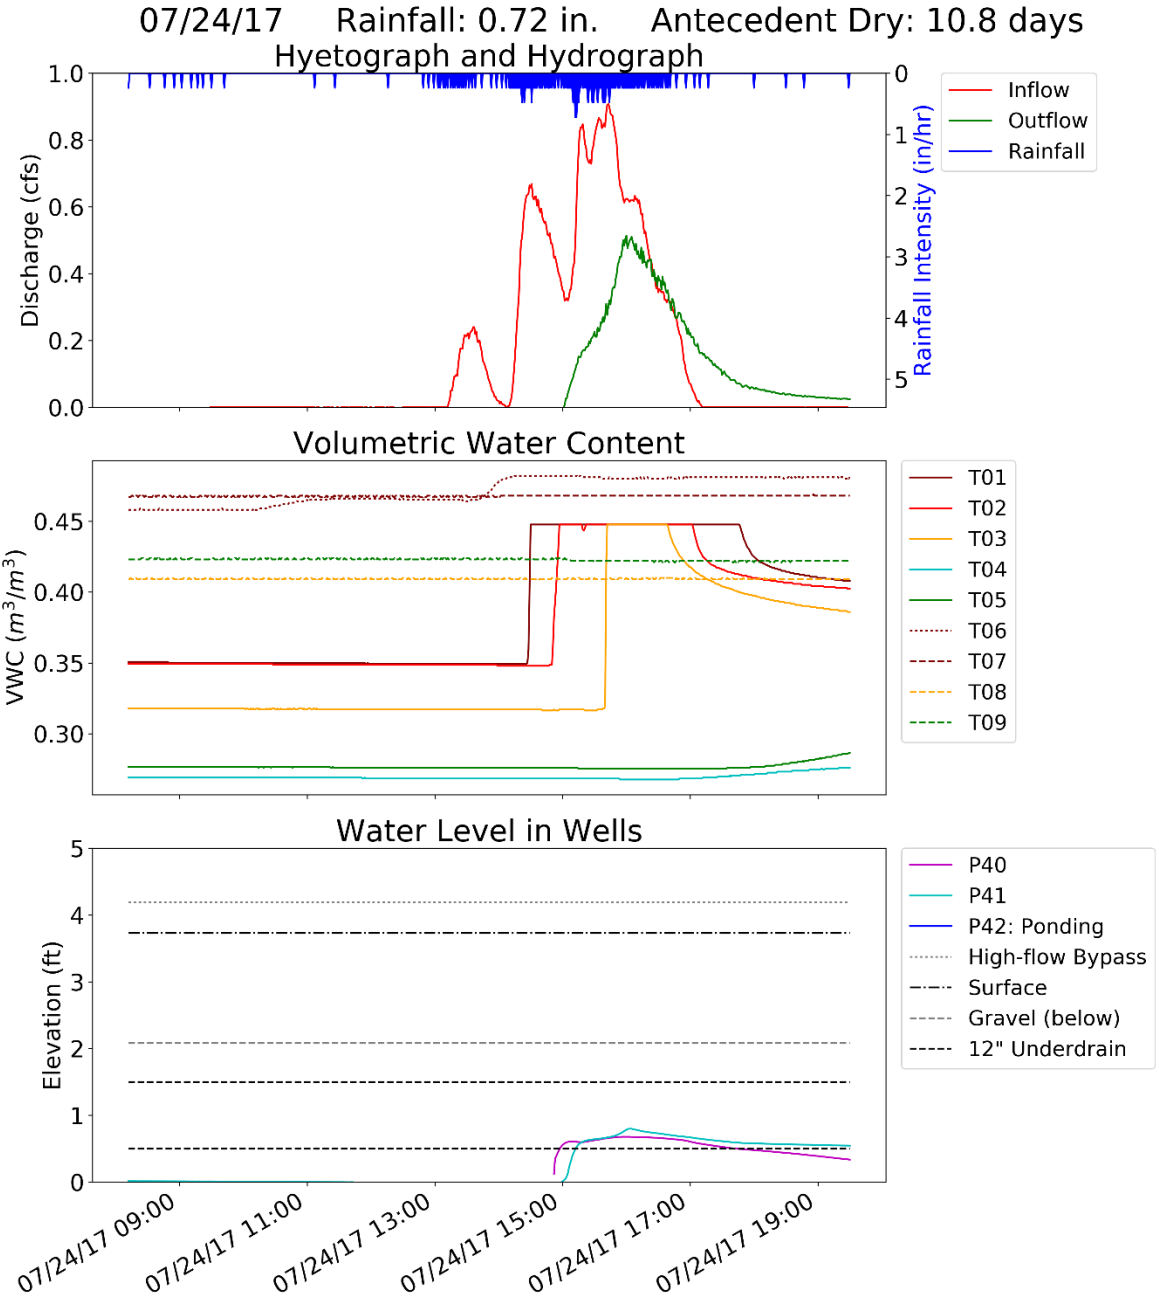 07/24/17 Rainfall: 0.72 in. Antecedent Dry: 10.8 days
Hyetograph and Hydrograph
1.0
0.8
0.6
0.4
0.2
0.0
Discharge (cfs)
0
1
2
3
4
5
Rainfall Intensity (in/hr)
Inflow
Outflow
Rainfall
Volumetric Water Content
0.45
0.40
0.35
0.30
VWC (m³/m³)
T01
T02
T03
T04
T05
T06
T07
T08
T09
Water Level in Wells
5
4
3
2
1
0
Elevation (ft)
P40
P41
P42: Ponding
High-flow Bypass
Surface
Gravel (below)
12" Underdrain
07/24/17 09:00
07/24/17 11:00
07/24/17 13:00
07/24/17 15:00
07/24/17 17:00
07/24/17 19:00